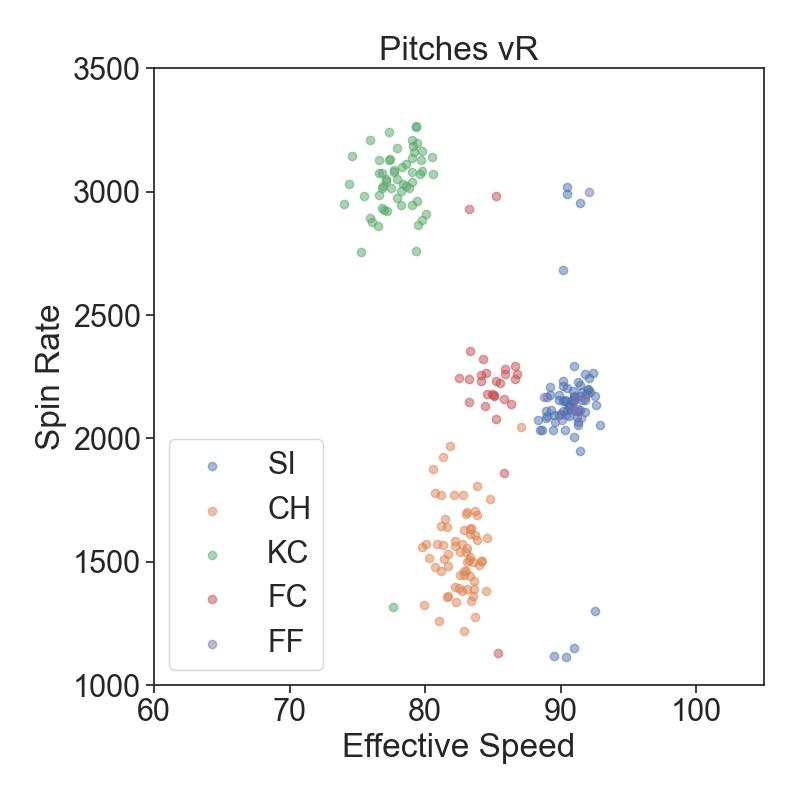 Pitches vR
3500
3000
2500
2000
1500
1000
Spin Rate
SI
CH
KC
FC
FF
60 70 80 90 100
Effective Speed